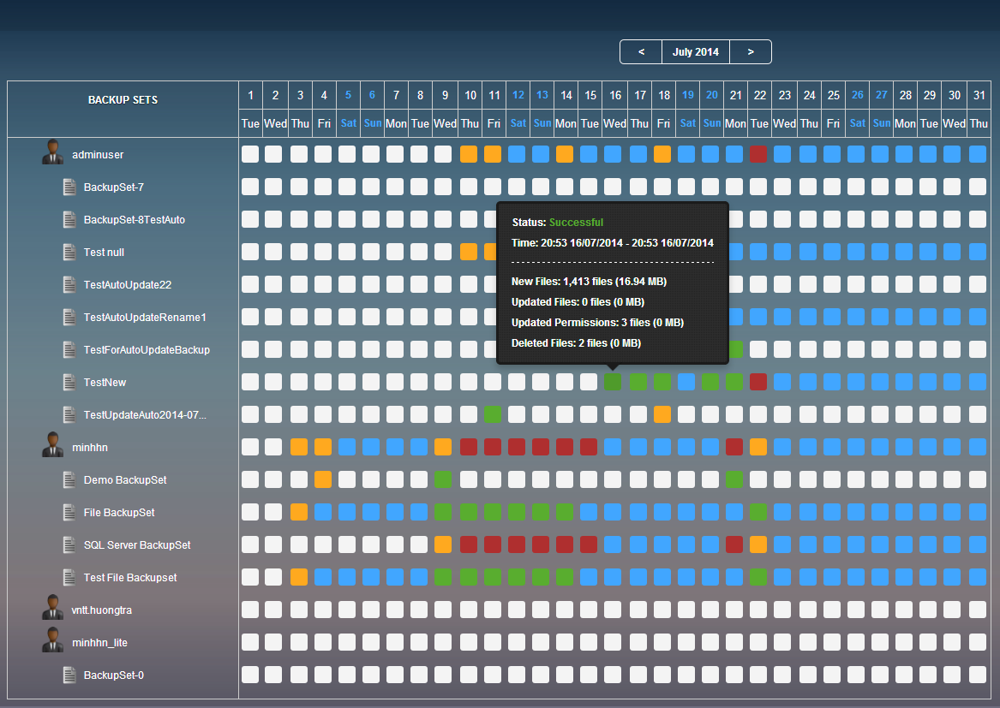 < July 2014 >
BACKUP SETS
1 2 3 4 5 6 7 8 9 10 11 12 13 14 15 16 17 18 19 20 21 22 23 24 25 26 27 28 29 30 31
Tue Wed Thu Fri Sat Sun Mon Tue Wed Thu Fri Sat Sun Mon Tue Wed Thu Fri Sat Sun Mon Tue Wed Thu Fri Sat Sun Mon Tue Wed Thu
adminuser
BackupSet-7
BackupSet-8TestAuto
Test null
TestAutoUpdate22
TestAutoUpdateRename1
TestForAutoUpdateBackup
TestNew
TestUpdateAuto2014-07...
minhhn
Demo BackupSet
File BackupSet
SQL Server BackupSet
Test File Backupset
vntt.huongtra
minhhn_lite
BackupSet-0
Status: Successful
Time: 20:53 16/07/2014 - 20:53 16/07/2014
New Files: 1,413 files (16.94 MB)
Updated Files: 0 files (0 MB)
Updated Permissions: 3 files (0 MB)
Deleted Files: 2 files (0 MB)